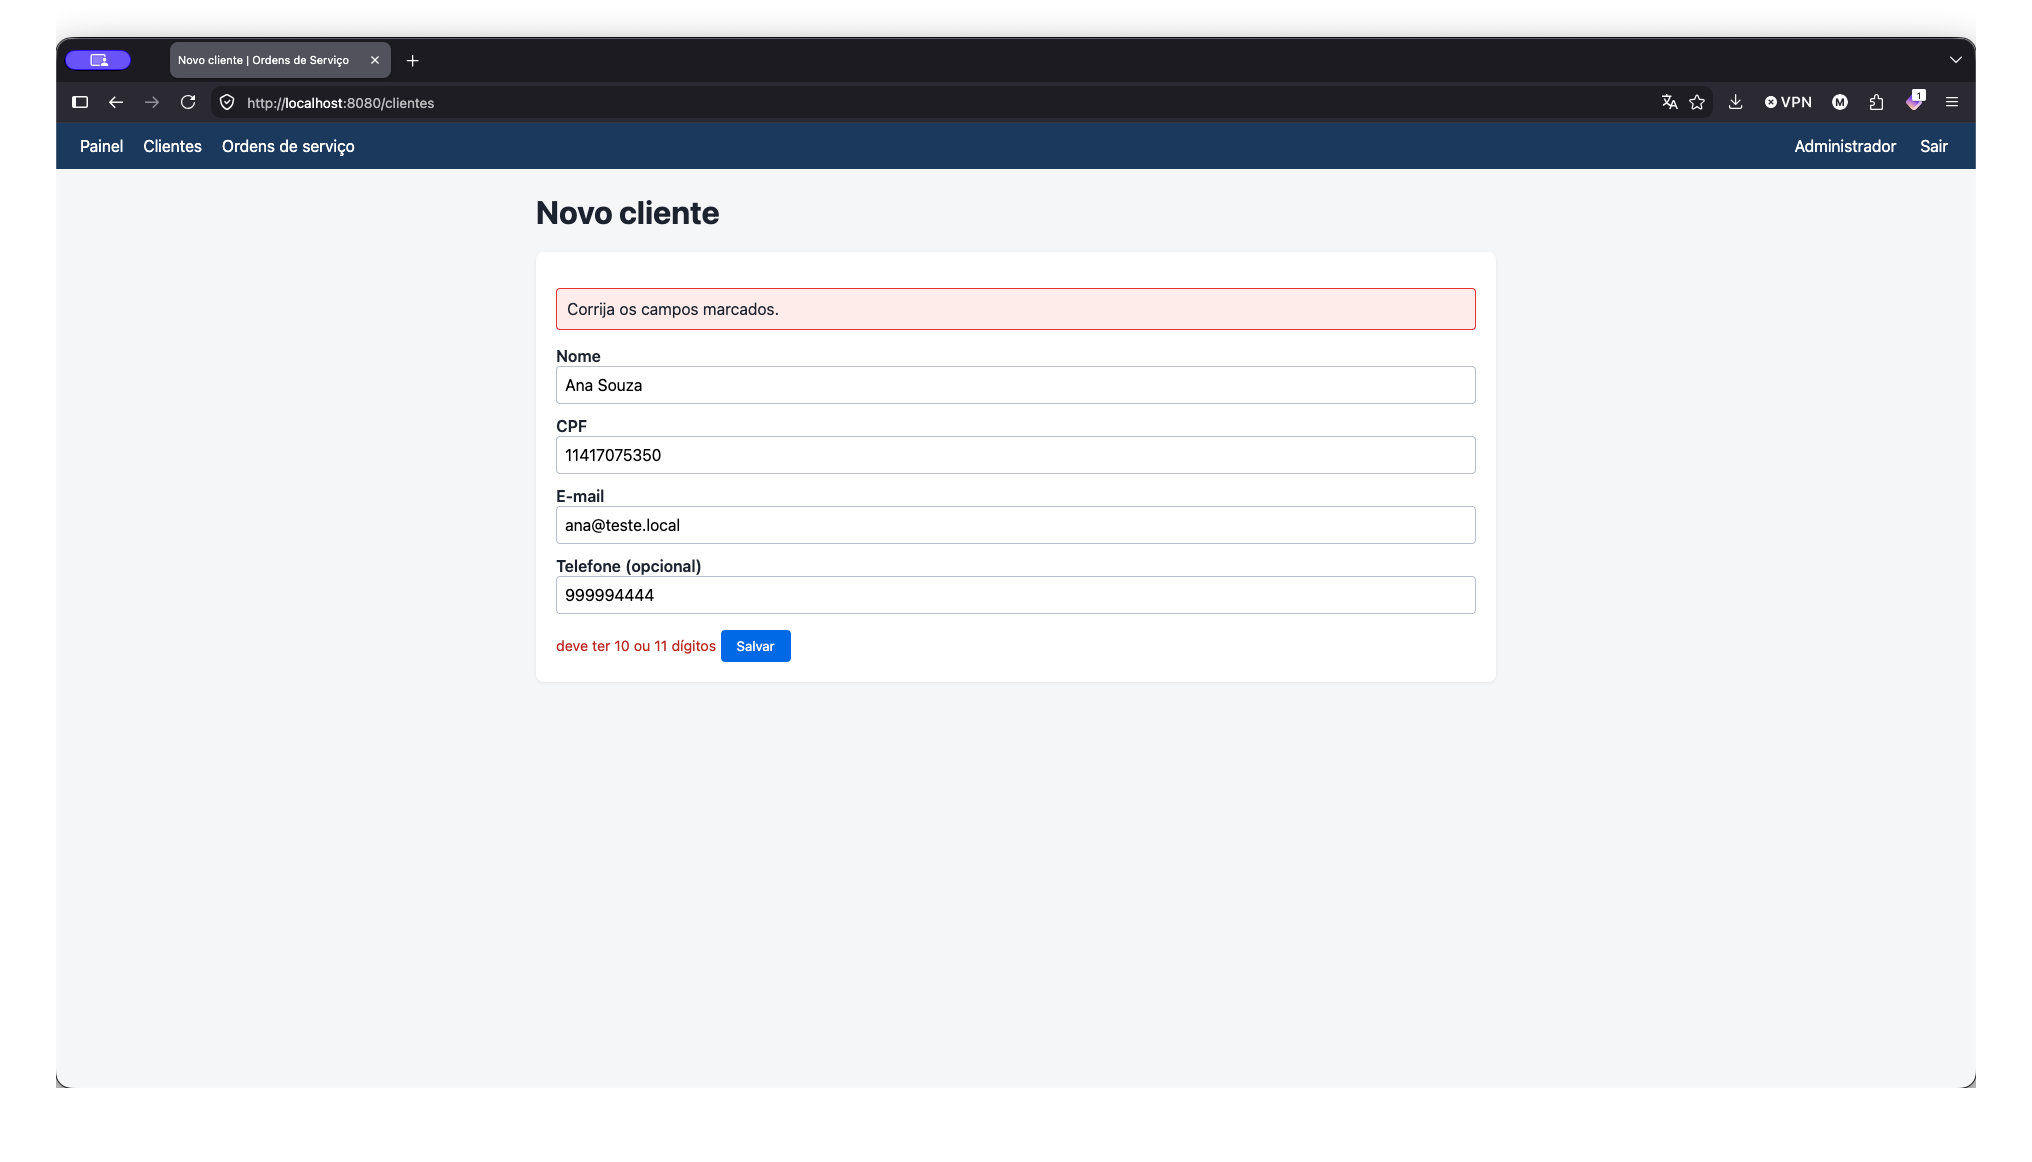 Novo cliente | Ordens de Serviço
http://localhost:8080/clientes
VPN
M
1
Painel Clientes Ordens de serviço Administrador Sair
Novo cliente
Corrija os campos marcados.
Nome
Ana Souza
CPF
11417075350
E-mail
ana@teste.local
Telefone (opcional)
999994444
deve ter 10 ou 11 dígitos Salvar